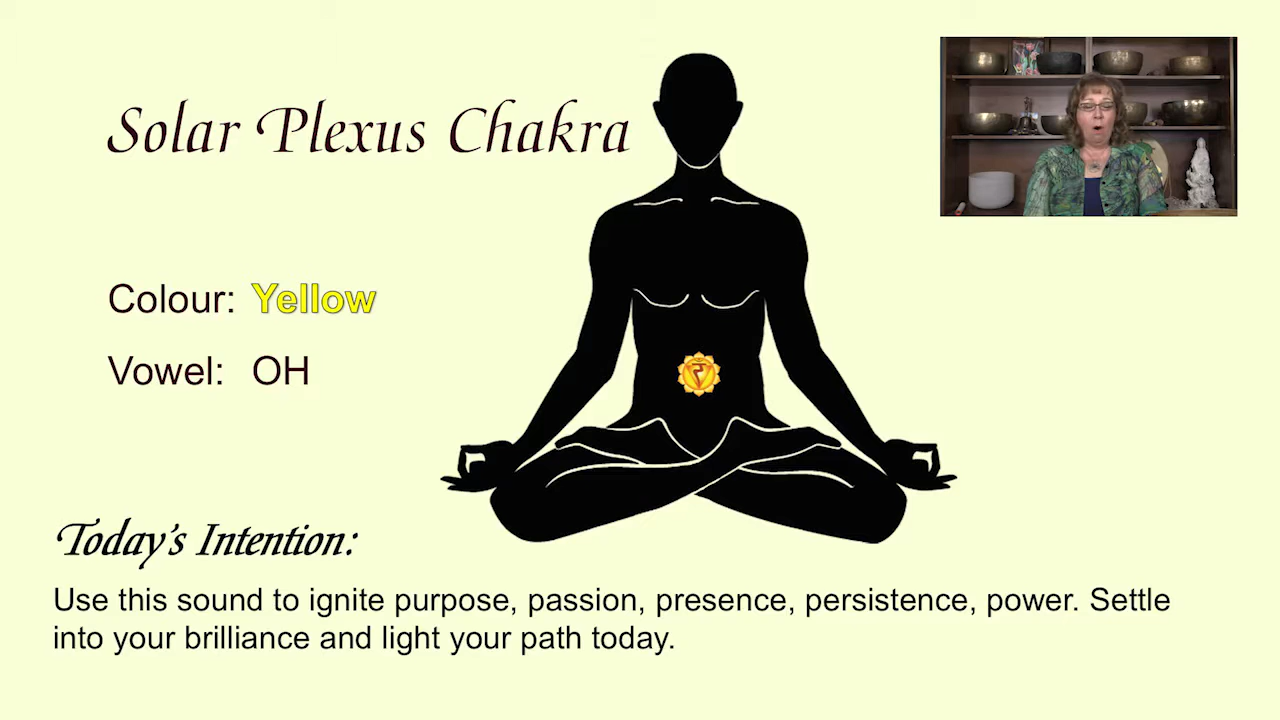 Solar Plexus Chakra
Colour: Yellow
Vowel: OH
Today's Intention:
Use this sound to ignite purpose, passion, presence, persistence, power. Settle
into your brilliance and light your path today.